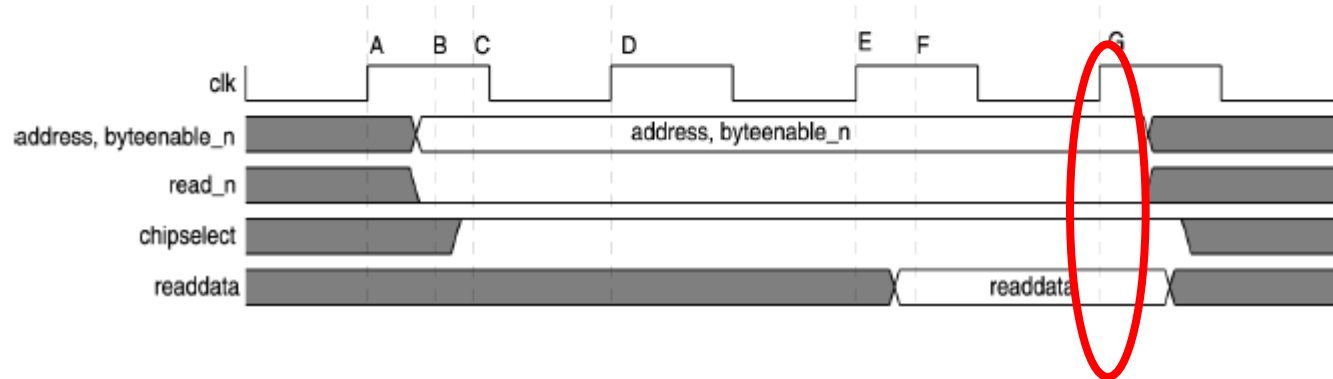 A B C D E F G
clk
address, byteenable_n address, byteenable_n
read_n
chipselect
readdata readdata